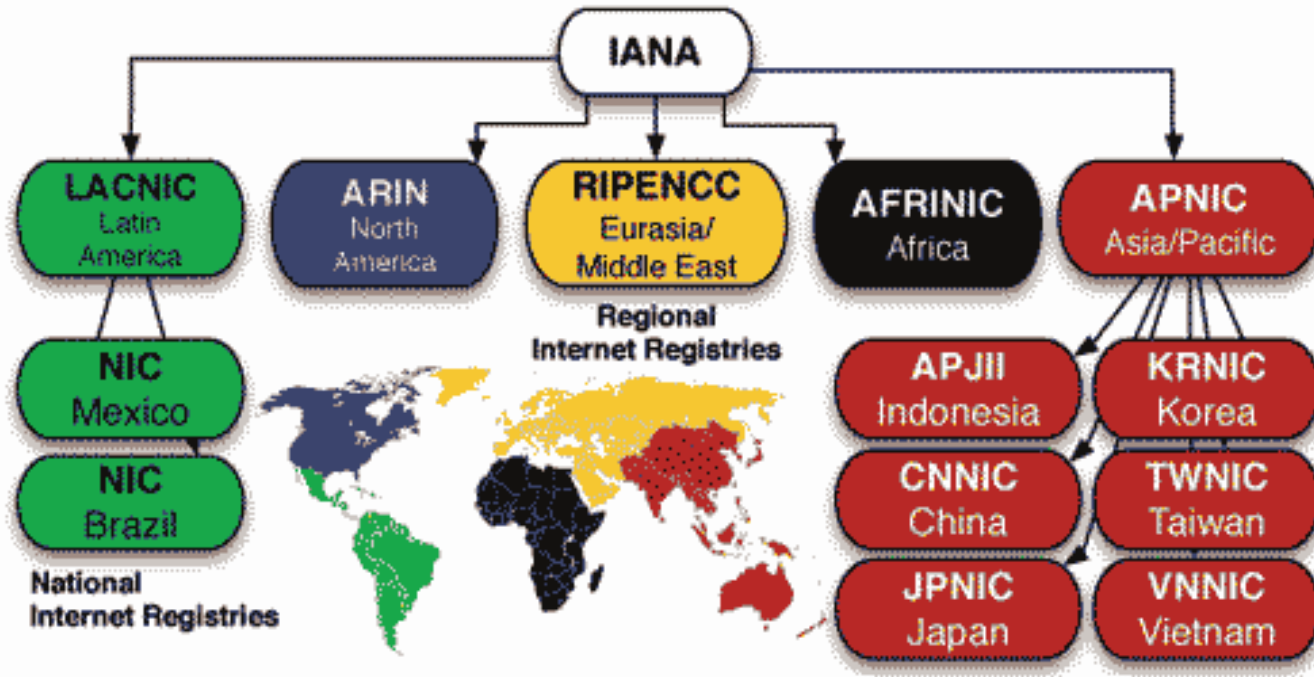 IANA
LACNIC
Latin
America
ARIN
North
America
RIPENCC
Eurasia/
Middle East
AFRINIC
Africa
APNIC
Asia/Pacific
Regional
Internet Registries
NIC
Mexico
NIC
Brazil
National
Internet Registries
APJII
Indonesia
KRNIC
Korea
CNNIC
China
TWNIC
Taiwan
JPNIC
Japan
VNNIC
Vietnam